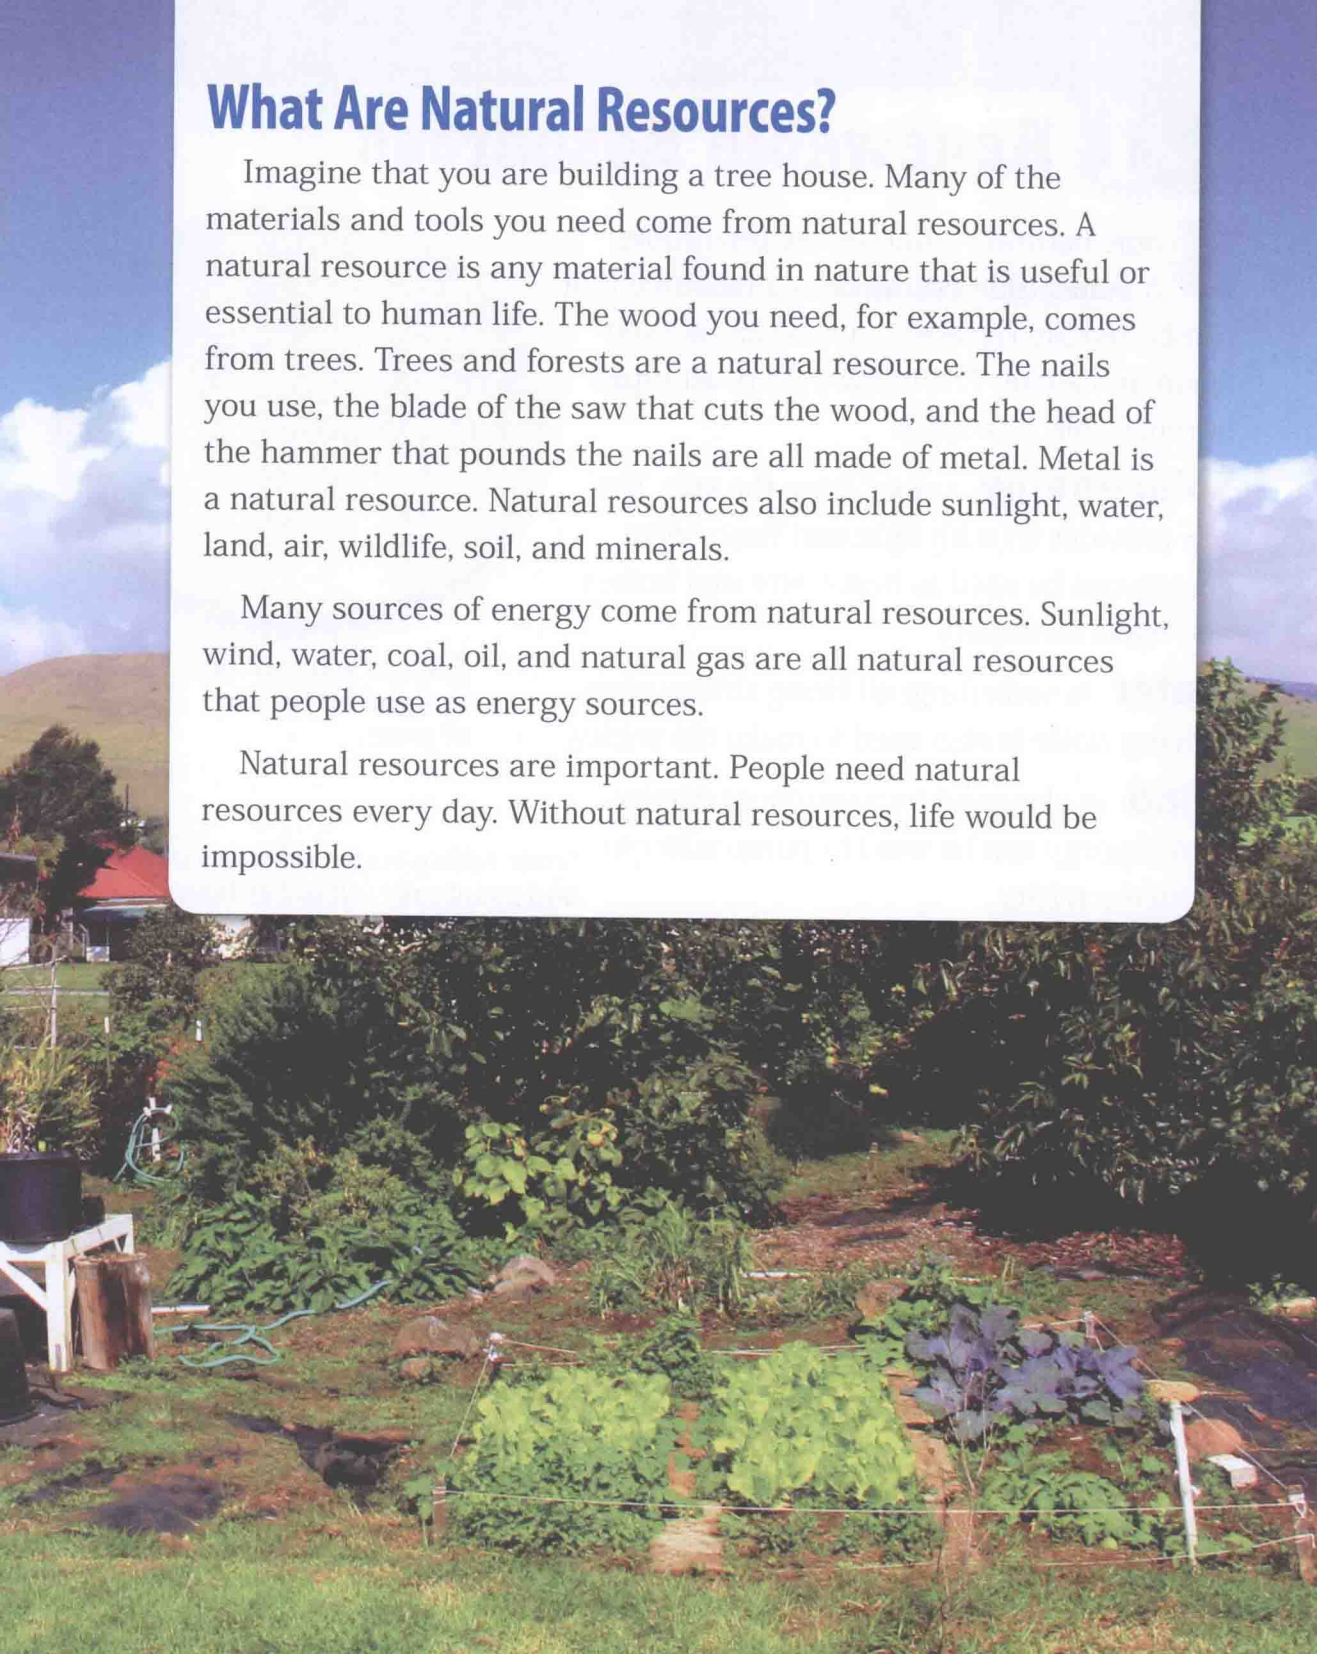 What Are Natural Resources?
Imagine that you are building a tree house. Many of the
materials and tools you need come from natural resources. A
natural resource is any material found in nature that is useful or
essential to human life. The wood you need, for example, comes
from trees. Trees and forests are a natural resource. The nails
you use, the blade of the saw that cuts the wood, and the head of
the hammer that pounds the nails are all made of metal. Metal is
a natural resource. Natural resources also include sunlight, water,
land, air, wildlife, soil, and minerals.
Many sources of energy come from natural resources. Sunlight,
wind, water, coal, oil, and natural gas are all natural resources
that people use as energy sources.
Natural resources are important. People need natural
resources every day. Without natural resources, life would be
impossible.